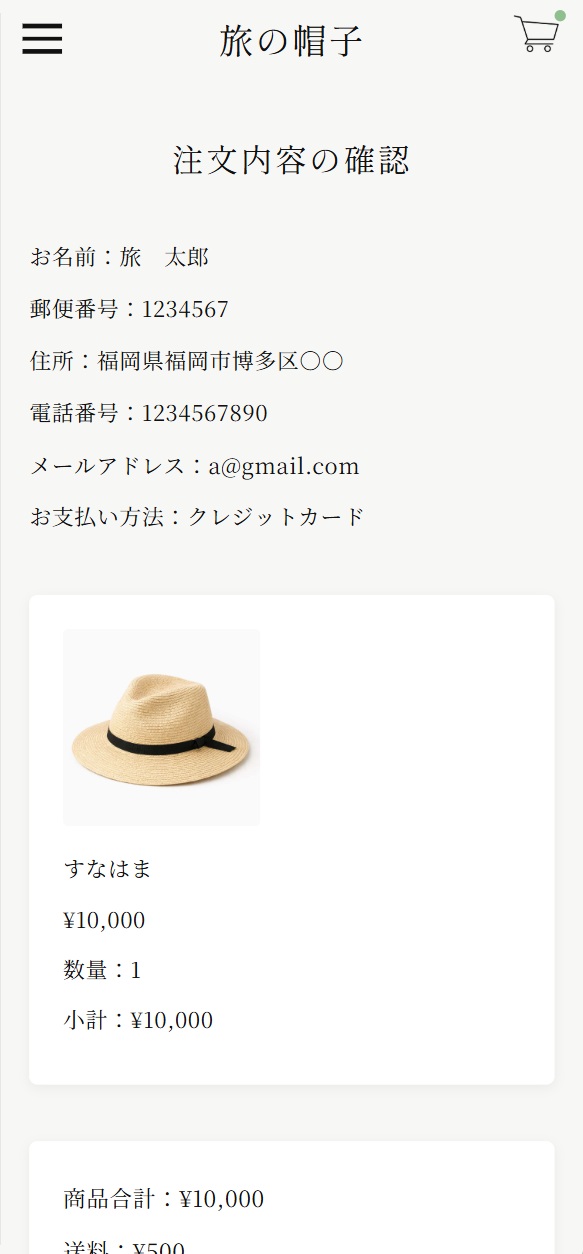 旅の帽子
注文内容の確認
お名前：旅　太郎
郵便番号：1234567
住所：福岡県福岡市博多区〇〇
電話番号：1234567890
メールアドレス：a@gmail.com
お支払い方法：クレジットカード
すなはま
¥10,000
数量：1
小計：¥10,000
商品合計：¥10,000
送料：¥500